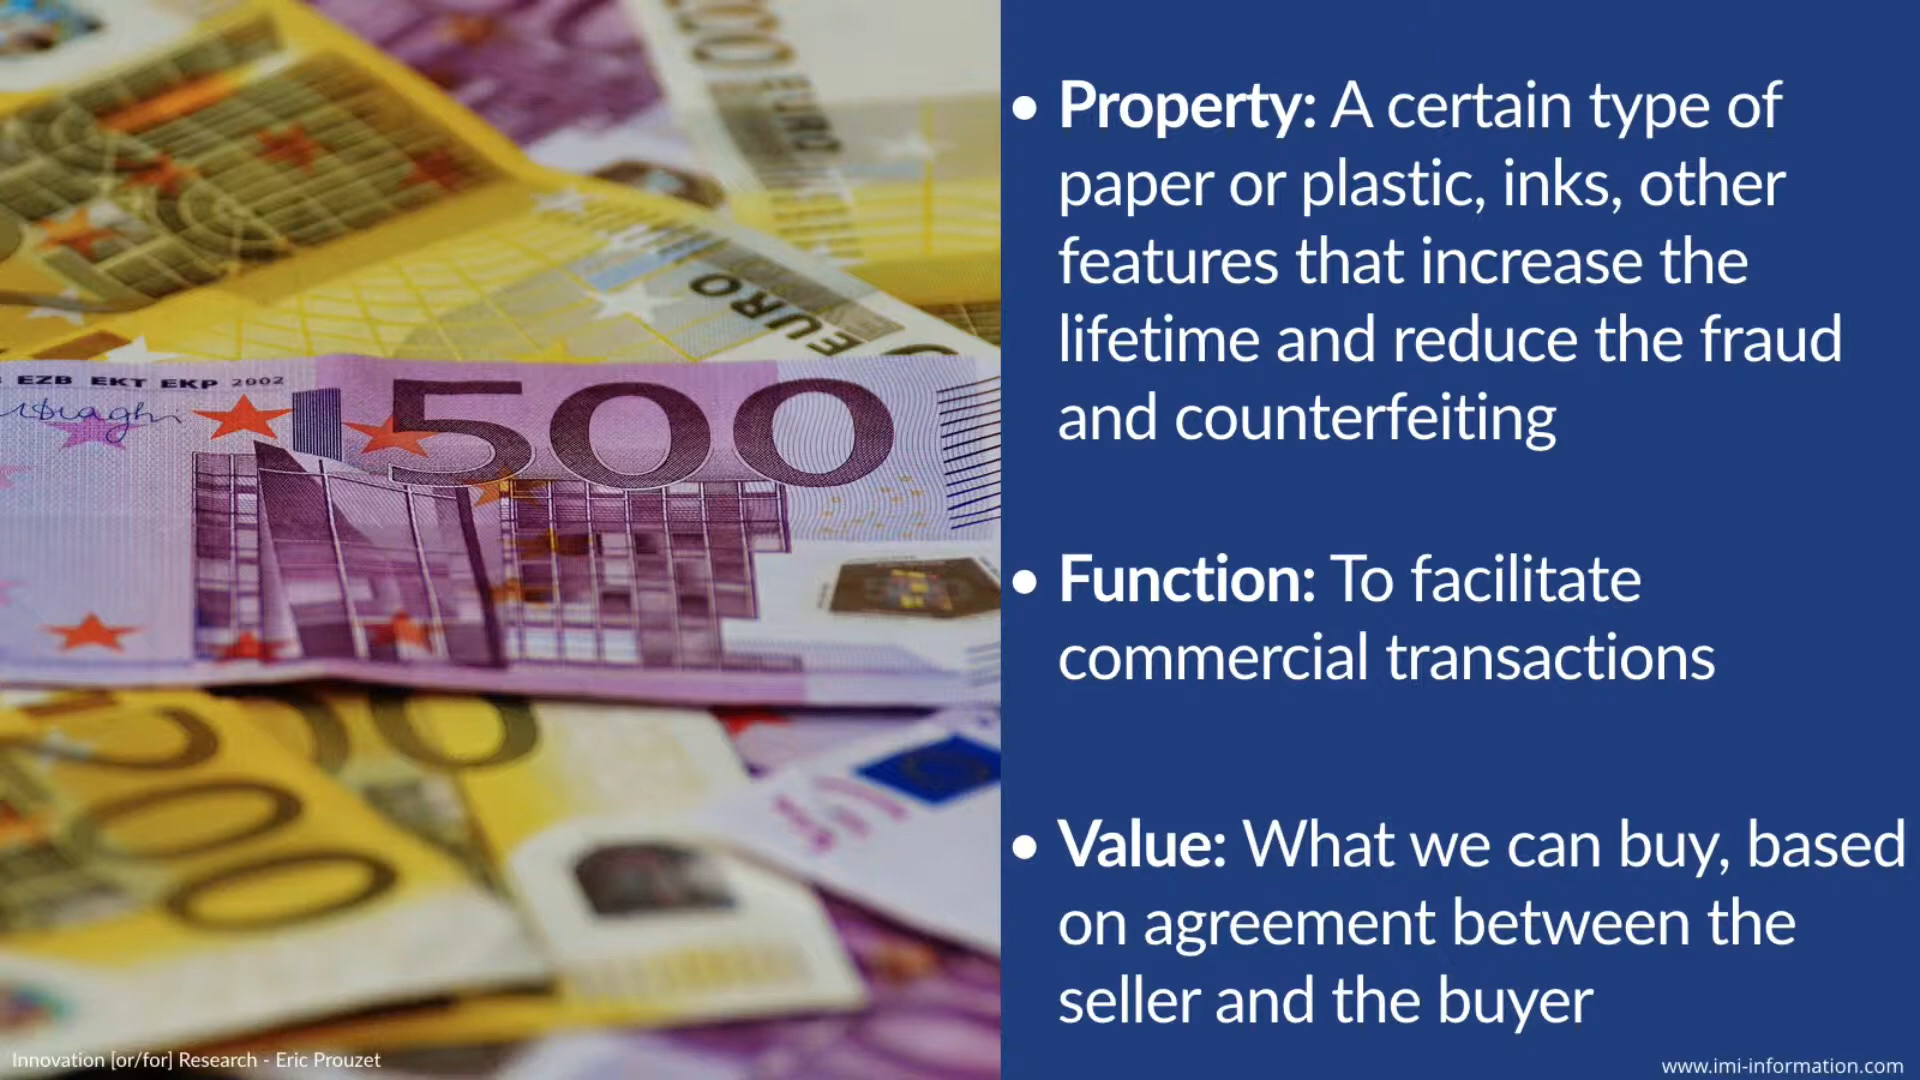 EURO
EURO
EZB EKT EKP 2002
500
200
• Property: A certain type of
paper or plastic, inks, other
features that increase the
lifetime and reduce the fraud
and counterfeiting
• Function: To facilitate
commercial transactions
• Value: What we can buy, based
on agreement between the
seller and the buyer
Innovation [or/for] Research - Eric Prouzet
www.imi-information.com